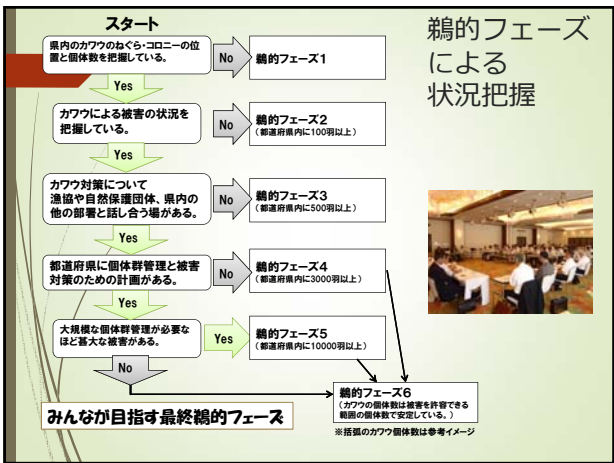 スタート
県内のカワウのねぐら・コロニーの位
置と個体数を把握している。
No
鵜的フェーズ1
Yes
カワウによる被害の状況を
把握している。
No
鵜的フェーズ2
(都道府県内に100羽以上)
Yes
カワウ対策について
漁協や自然保護団体、県内の
他の部署と話し合う場がある。
No
鵜的フェーズ3
(都道府県内に500羽以上)
Yes
都道府県に個体群管理と被害
対策のための計画がある。
No
鵜的フェーズ4
(都道府県内に3000羽以上)
Yes
大規模な個体群管理が必要な
ほど甚大な被害がある。
Yes
鵜的フェーズ5
(都道府県内に10000羽以上)
No
鵜的フェーズ6
(カワウの個体数は被害を許容できる
範囲の個体数で安定している。)
※括弧のカワウ個体数は参考イメージ
みんなが目指す最終鵜的フェーズ
鵜的フェーズ
による
状況把握